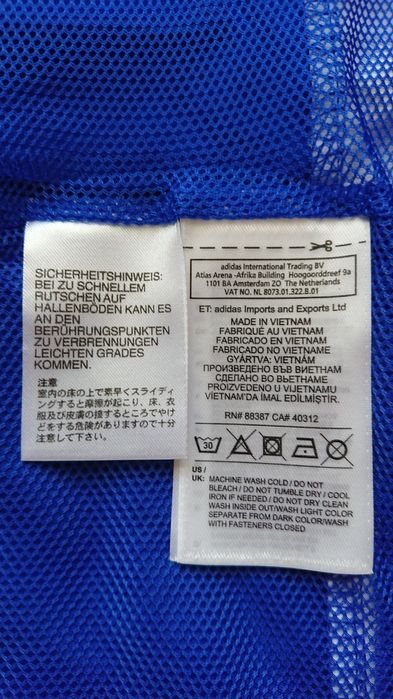 SICHERHEITSHINWEIS:
BEI ZU SCHNELLEM
RUTSCHEN AUF
HALLENBÖDEN KANN ES
AN DEN
BERÜHRUNGSPUNKTEN
ZU VERBRENNUNGEN
LEICHTEN GRADES
KOMMEN.
注意
室内の床の上で素早くスライディ
ングすると摩擦が起こり、床、衣
服及び皮膚の接するところでやけ
どをする危険がありますので十分
注意して下さい。
adidas International Trading BV
Atlas Arena -Afrika Building Hoogoorddreef 9a
1101 BA Amsterdam ZO The Netherlands
VAT NO. NL 8073.01.322.B.01
ET: adidas Imports and Exports Ltd
MADE IN VIETNAM
FABRIQUÉ AU VIETNAM
FABRICADO EN VIETNAM
FABRICADO NO VIETNAME
GYÁRTVA: VIETNÁM
ПРОИЗВЕДЕНО ВЪВ ВИЕТНАМ
СДЕЛАНО ВО ВЬЕТНАМЕ
PROIZVEDENO U VIJETNAMU
VIETNAM'DA İMAL EDİLMİŞTİR.
RN# 88387 CA# 40312
30
US /
UK: MACHINE WASH COLD / DO NOT
BLEACH / DO NOT TUMBLE DRY / COOL
IRON IF NEEDED / DO NOT DRY CLEAN
WASH INSIDE OUT/WASH LIGHT COLOR
SEPARATE FROM DARK COLOR/WASH
WITH FASTENERS CLOSED